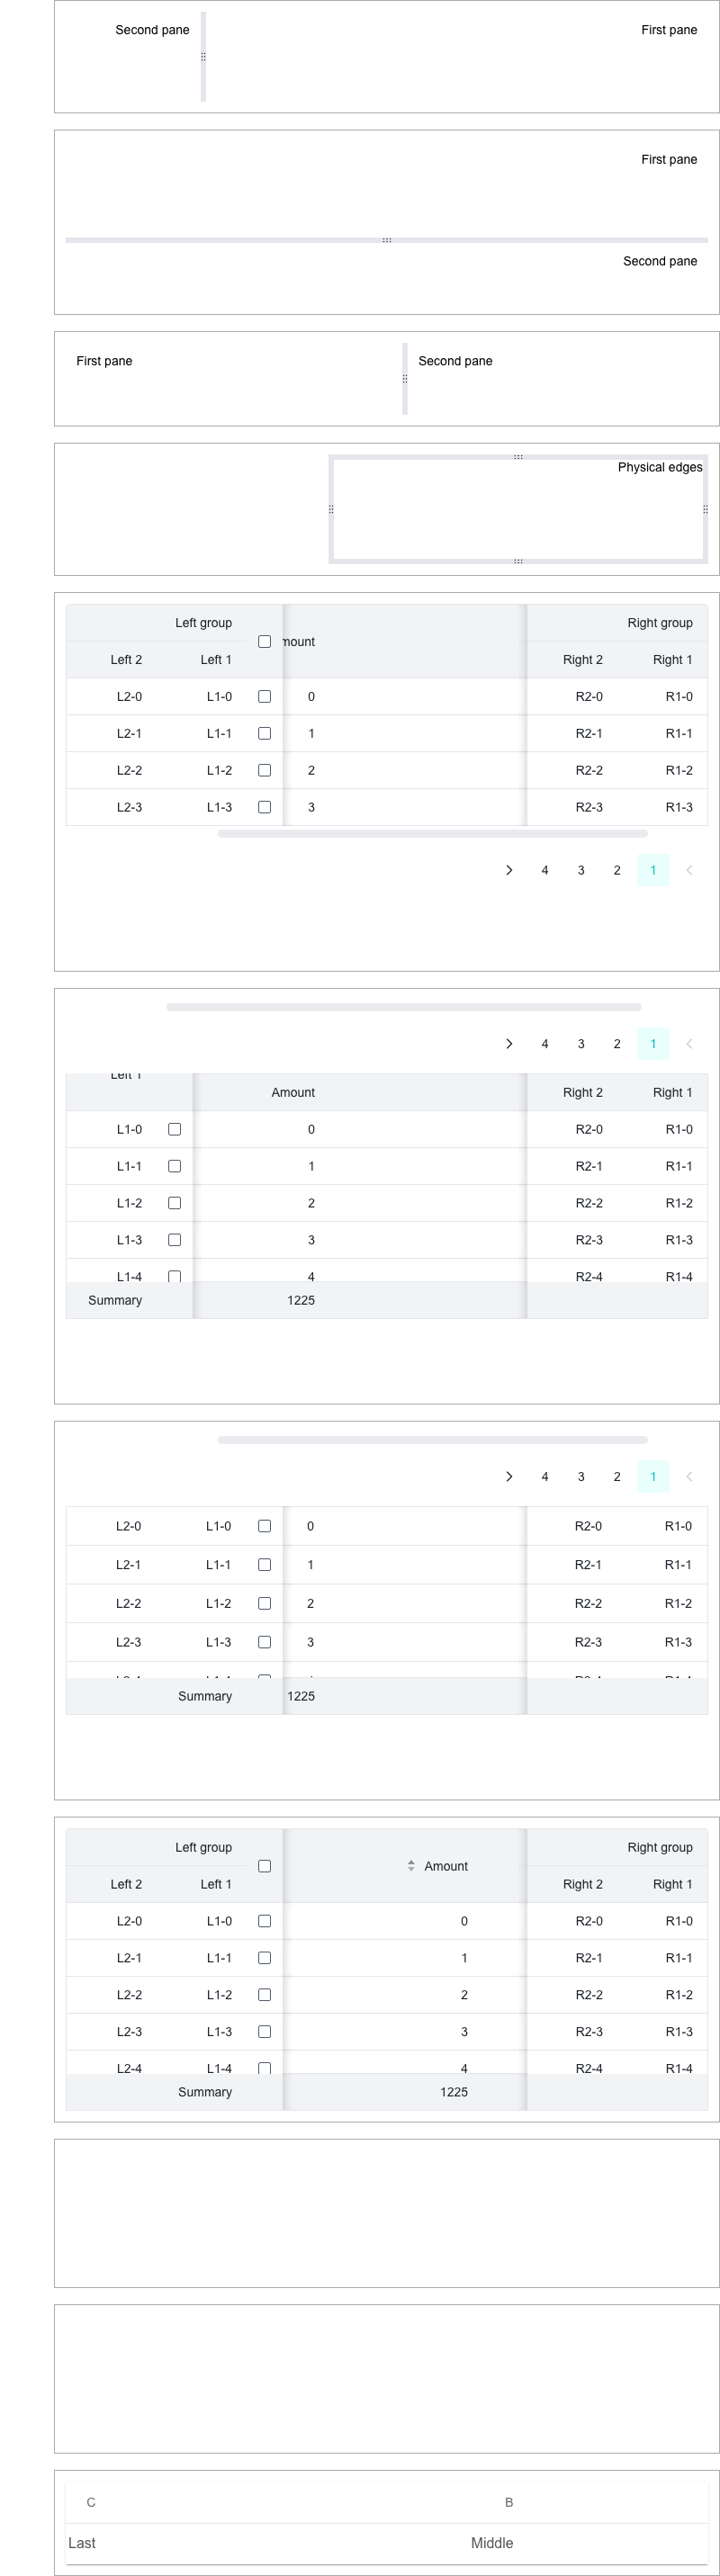 Second pane First pane
First pane
Second pane
First pane Second pane
Physical edges
Left group mount Right group
Left 2 Left 1 Right 2 Right 1
L2-0 L1-0 0 R2-0 R1-0
L2-1 L1-1 1 R2-1 R1-1
L2-2 L1-2 2 R2-2 R1-2
L2-3 L1-3 3 R2-3 R1-3
4 3 2 1
4 3 2 1
Left 1
Amount Right 2 Right 1
L1-0 0 R2-0 R1-0
L1-1 1 R2-1 R1-1
L1-2 2 R2-2 R1-2
L1-3 3 R2-3 R1-3
L1-4 4 R2-4 R1-4
Summary 1225
4 3 2 1
L2-0 L1-0 0 R2-0 R1-0
L2-1 L1-1 1 R2-1 R1-1
L2-2 L1-2 2 R2-2 R1-2
L2-3 L1-3 3 R2-3 R1-3
Summary 1225
Left group Amount Right group
Left 2 Left 1 Right 2 Right 1
L2-0 L1-0 0 R2-0 R1-0
L2-1 L1-1 1 R2-1 R1-1
L2-2 L1-2 2 R2-2 R1-2
L2-3 L1-3 3 R2-3 R1-3
L2-4 L1-4 4 R2-4 R1-4
Summary 1225
C B
Last Middle